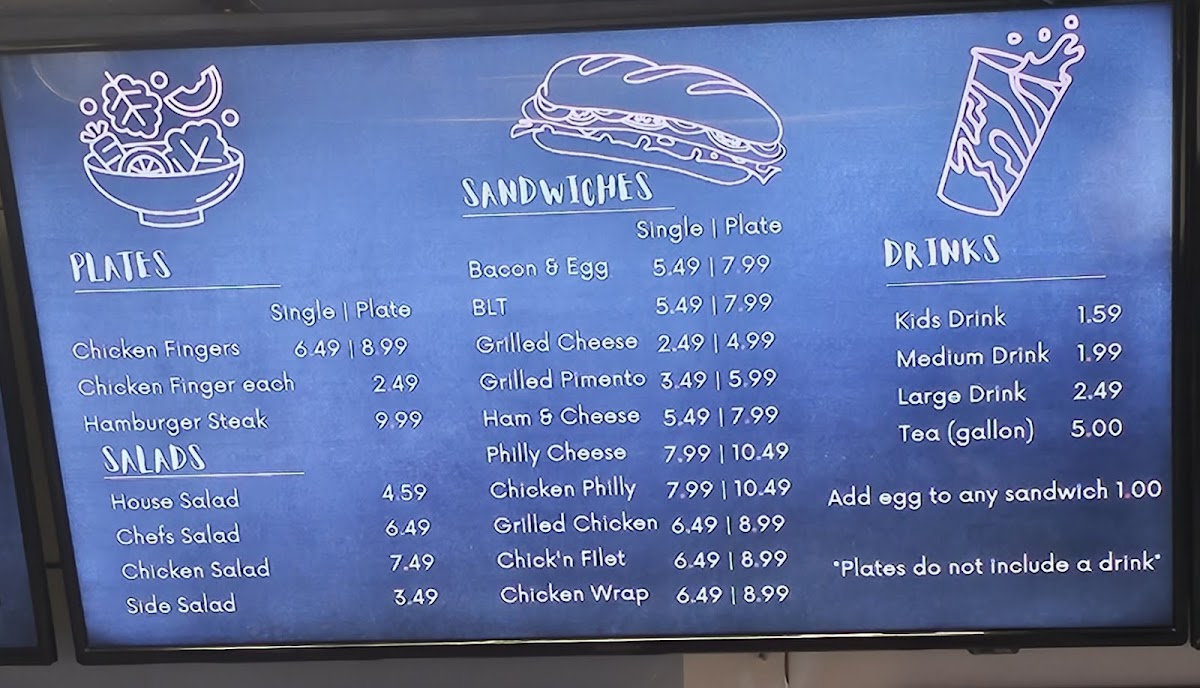 PLATES
Single | Plate
Chicken Fingers 6.49 | 8.99
Chicken Finger each 2.49
Hamburger Steak 9.99
SALADS
House Salad 4.59
Chefs Salad 6.49
Chicken Salad 7.49
Side Salad 3.49
SANDWICHES
Single | Plate
Bacon & Egg 5.49 | 7.99
BLT 5.49 | 7.99
Grilled Cheese 2.49 | 4.99
Grilled Pimento 3.49 | 5.99
Ham & Cheese 5.49 | 7.99
Philly Cheese 7.99 | 10.49
Chicken Philly 7.99 | 10.49
Grilled Chicken 6.49 | 8.99
Chick'n Filet 6.49 | 8.99
Chicken Wrap 6.49 | 8.99
DRINKS
Kids Drink 1.59
Medium Drink 1.99
Large Drink 2.49
Tea (gallon) 5.00
Add egg to any sandwich 1.00
"Plates do not include a drink"